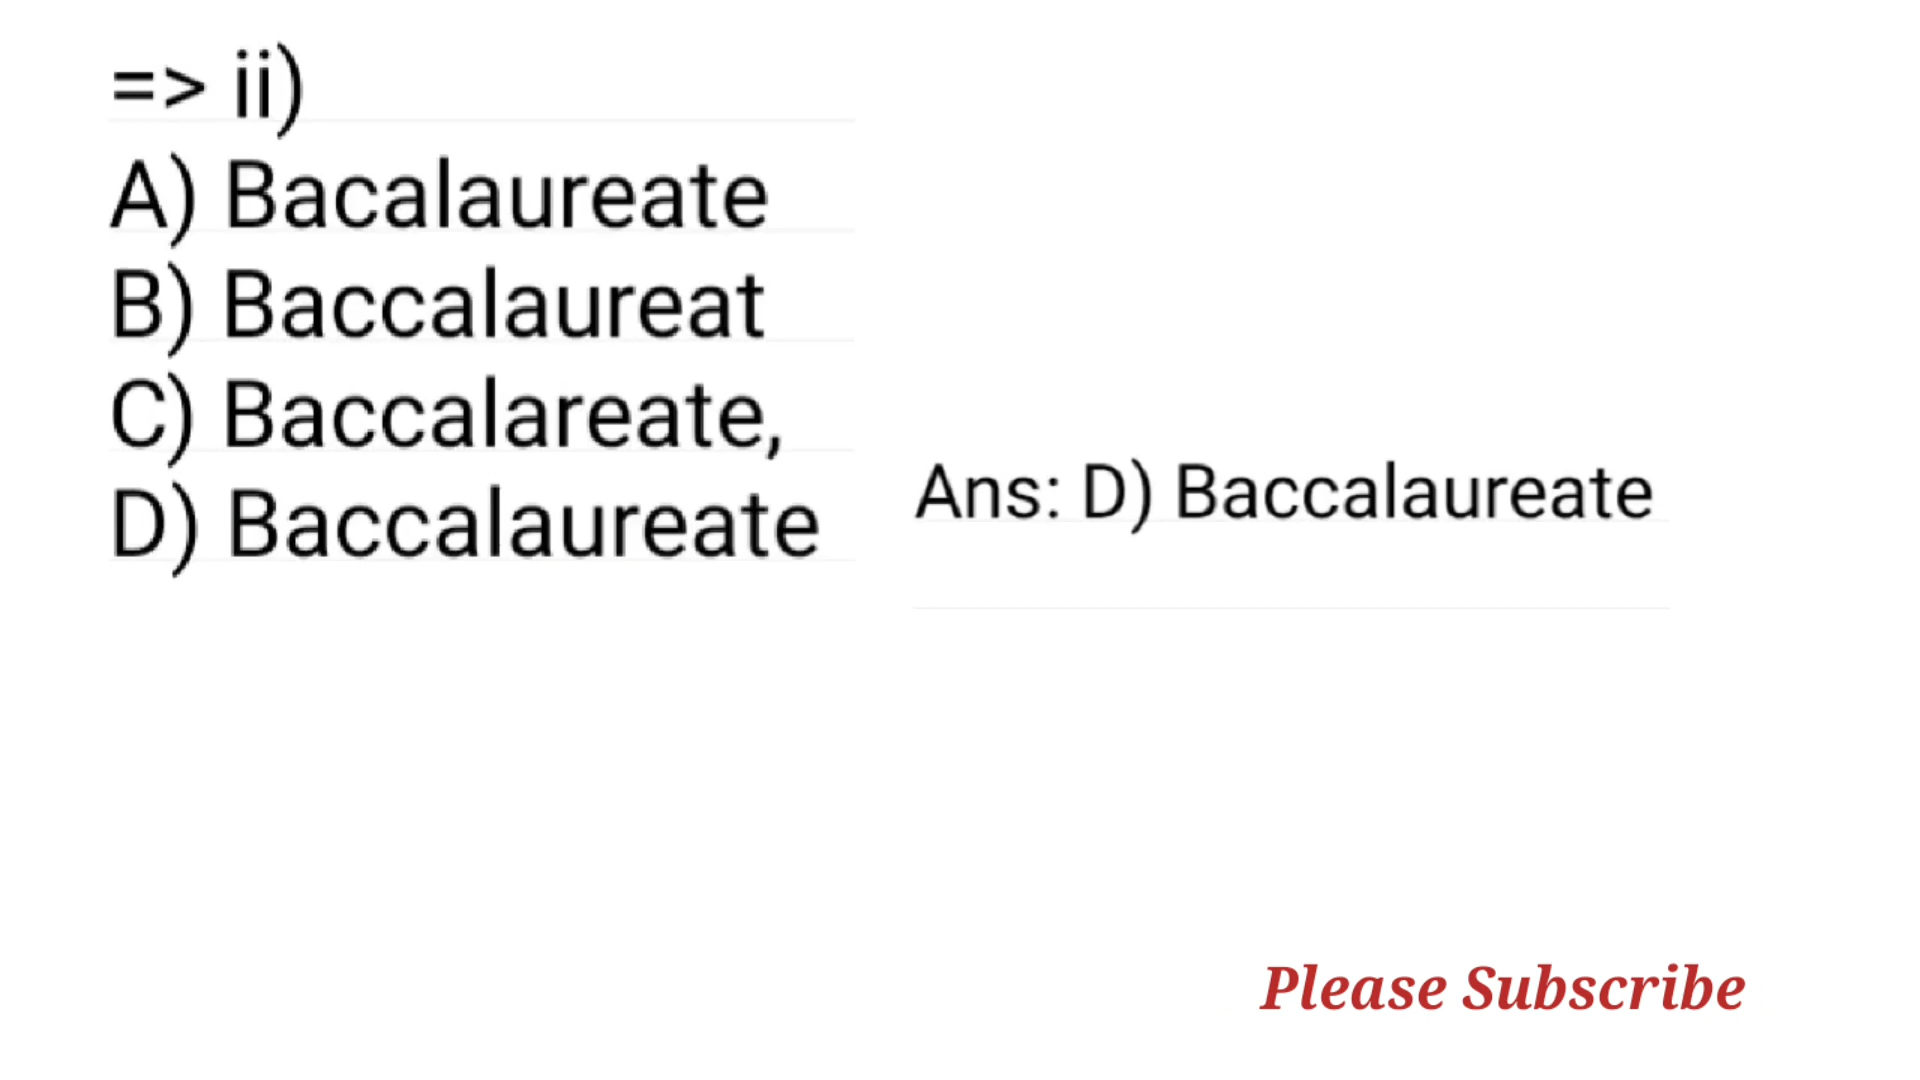 => ii)
A) Bacalaureate
B) Baccalaureat
C) Baccalareate,
D) Baccalaureate
Ans: D) Baccalaureate
Please Subscribe